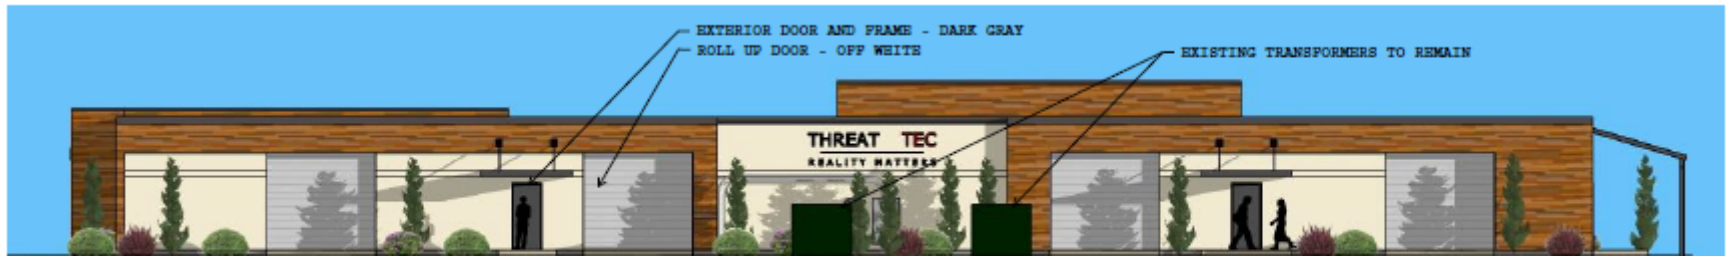 EXTERIOR DOOR AND FRAME - DARK GRAY
ROLL UP DOOR - OFF WHITE
EXISTING TRANSFORMERS TO REMAIN
THREAT TEC
REALITY MATTERS